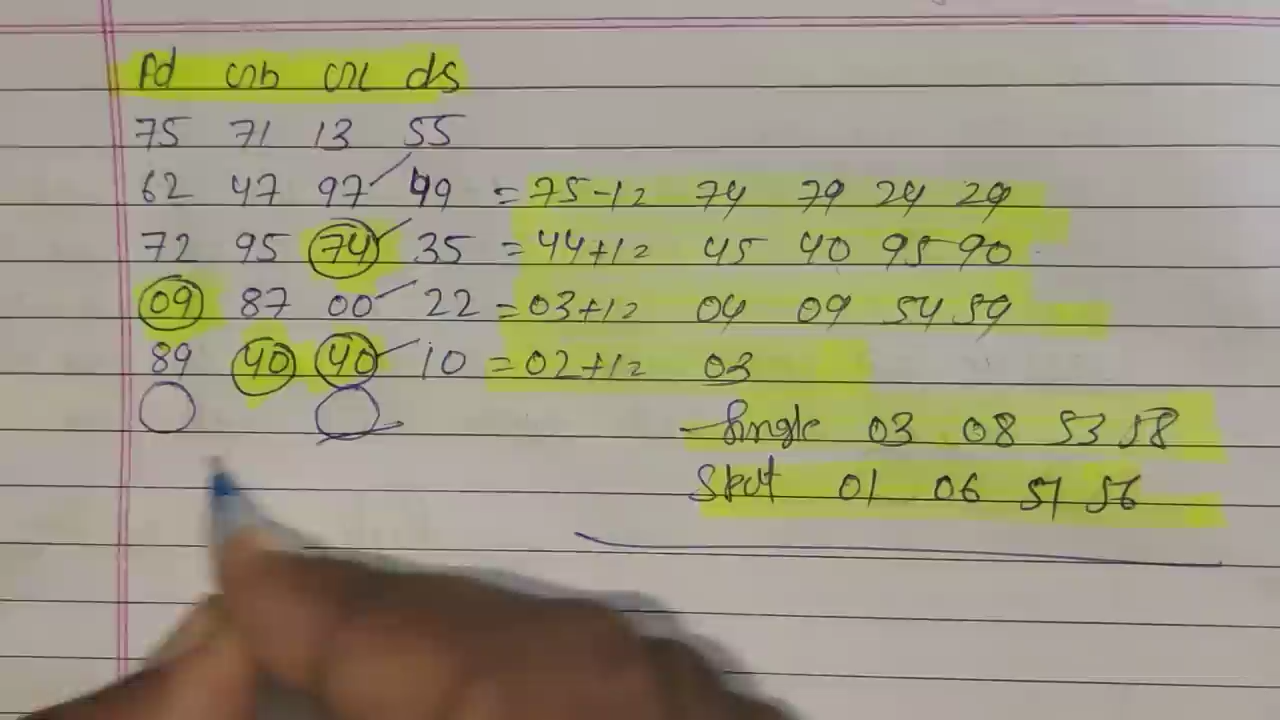 Fd GZb GZL ds
75 71 13 55
62 47 97 49 = 75-12 74 79 24 29
72 95 74 35 = 44+12 45 40 95 90
09 87 00 22 = 03+12 04 09 54 59
89 40 40 10 = 02+12 03
Single 03 08 53 58
Spot 01 06 51 56